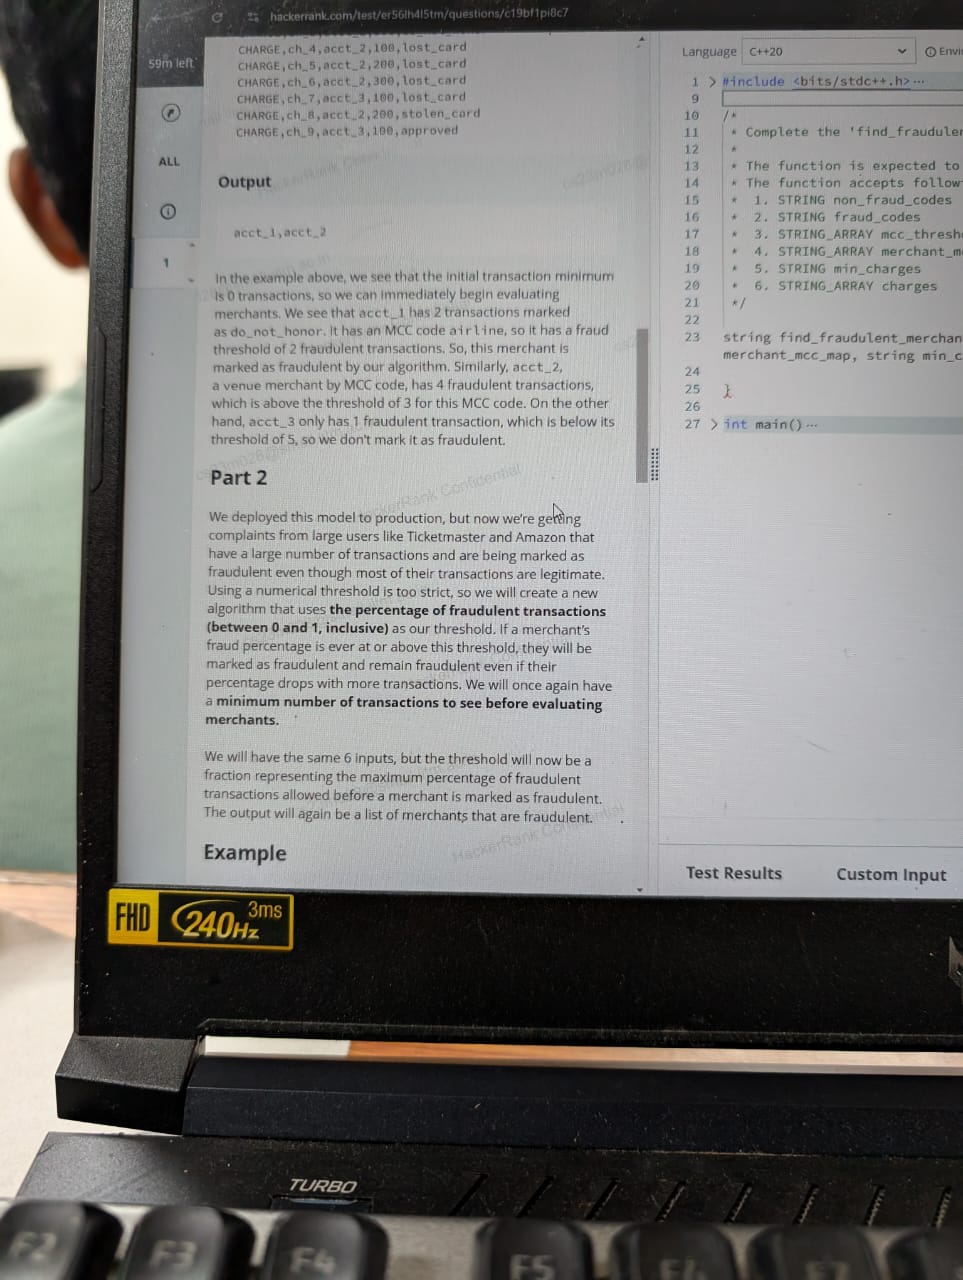 hackerrank.com/test/er56lh4l5tm/questions/c19bf1pi8c7
59m left
ALL
1
CHARGE,ch_4,acct_2,100,lost_card
CHARGE,ch_5,acct_2,200,lost_card
CHARGE,ch_6,acct_2,300,lost_card
CHARGE,ch_7,acct_3,100,lost_card
CHARGE,ch_8,acct_2,200,stolen_card
CHARGE,ch_9,acct_3,100,approved
Output
acct_1,acct_2
In the example above, we see that the initial transaction minimum
is 0 transactions, so we can immediately begin evaluating
merchants. We see that acct_1 has 2 transactions marked
as do_not_honor. It has an MCC code airline, so it has a fraud
threshold of 2 fraudulent transactions. So, this merchant is
marked as fraudulent by our algorithm. Similarly, acct_2,
a venue merchant by MCC code, has 4 fraudulent transactions,
which is above the threshold of 3 for this MCC code. On the other
hand, acct_3 only has 1 fraudulent transaction, which is below its
threshold of 5, so we don't mark it as fraudulent.
Part 2
We deployed this model to production, but now we're getting
complaints from large users like Ticketmaster and Amazon that
have a large number of transactions and are being marked as
fraudulent even though most of their transactions are legitimate.
Using a numerical threshold is too strict, so we will create a new
algorithm that uses the percentage of fraudulent transactions
(between 0 and 1, inclusive) as our threshold. If a merchant's
fraud percentage is ever at or above this threshold, they will be
marked as fraudulent and remain fraudulent even if their
percentage drops with more transactions. We will once again have
a minimum number of transactions to see before evaluating
merchants.
We will have the same 6 inputs, but the threshold will now be a
fraction representing the maximum percentage of fraudulent
transactions allowed before a merchant is marked as fraudulent.
The output will again be a list of merchants that are fraudulent.
Example
HackerRank Confidential
Language C++20 Envi
1 > #include <bits/stdc++.h>…
9
10 /*
11 * Complete the 'find_fraudulen
12 *
13 * The function is expected to
14 * The function accepts follow
15 * 1. STRING non_fraud_codes
16 * 2. STRING fraud_codes
17 * 3. STRING_ARRAY mcc_thresh
18 * 4. STRING_ARRAY merchant_m
19 * 5. STRING min_charges
20 * 6. STRING_ARRAY charges
21 */
22
23 string find_fraudulent_merchan
merchant_mcc_map, string min_c
24
25 }
26
27 > int main()…
Test Results Custom Input
FHD 240Hz 3ms
TURBO
F2 F3 F4 F5